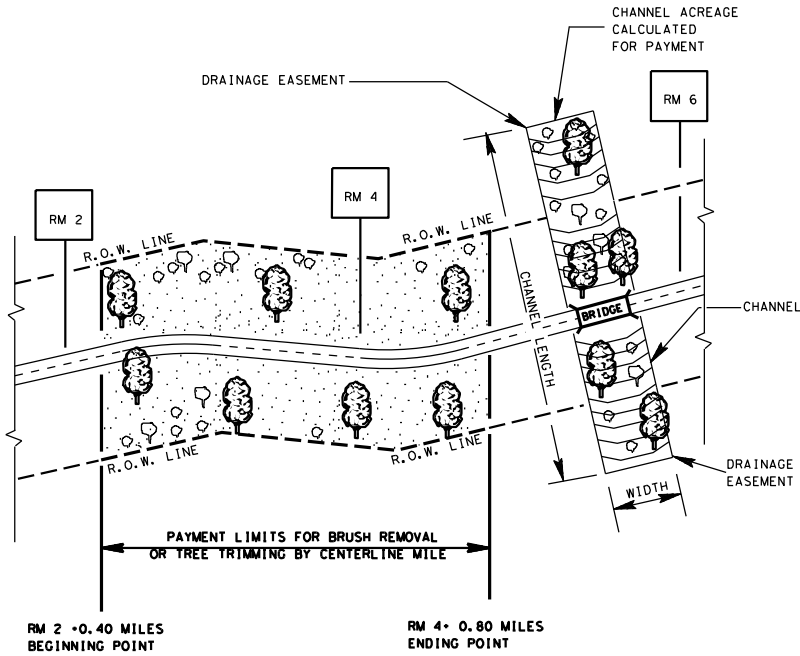 CHANNEL ACREAGE
CALCULATED
FOR PAYMENT
DRAINAGE EASEMENT
RM 6
RM 4
RM 2
R.O.W. LINE
R.O.W. LINE
CHANNEL LENGTH
BRIDGE
CHANNEL
R.O.W. LINE
R.O.W. LINE
DRAINAGE
EASEMENT
WIDTH
PAYMENT LIMITS FOR BRUSH REMOVAL
OR TREE TRIMMING BY CENTERLINE MILE
RM 2 +0.40 MILES
BEGINNING POINT
RM 4+ 0.80 MILES
ENDING POINT